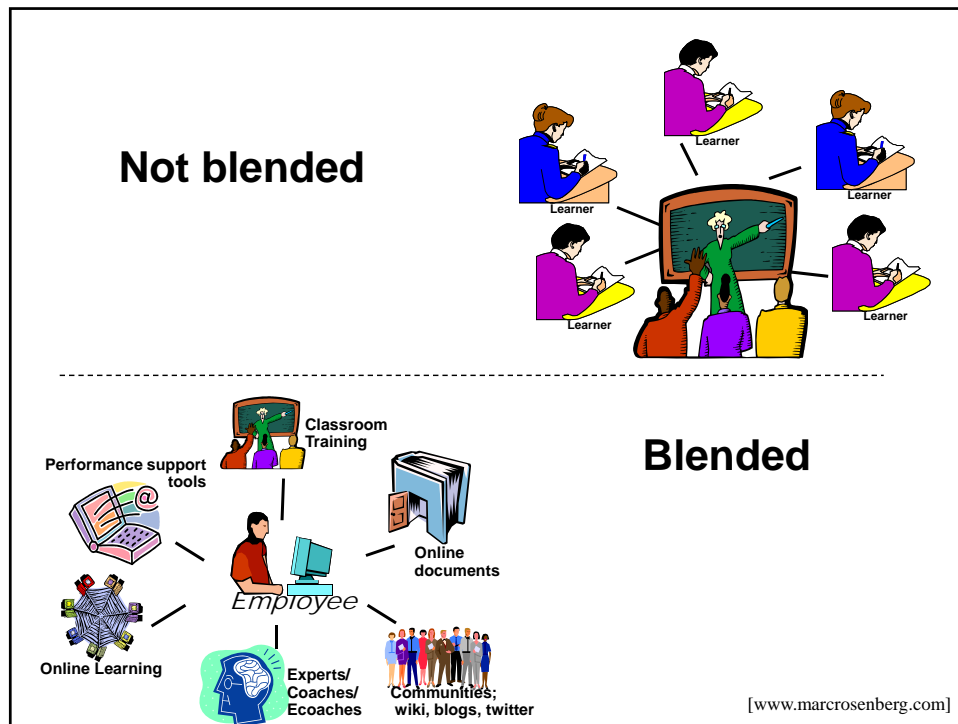 Not blended
Learner
Learner
Learner
Learner
Learner
Classroom
Training
Performance support
tools
@
Blended
Online
documents
Employee
Online Learning
Experts/
Coaches/
Ecoaches
Communities;
wiki, blogs, twitter
[www.marcrosenberg.com]